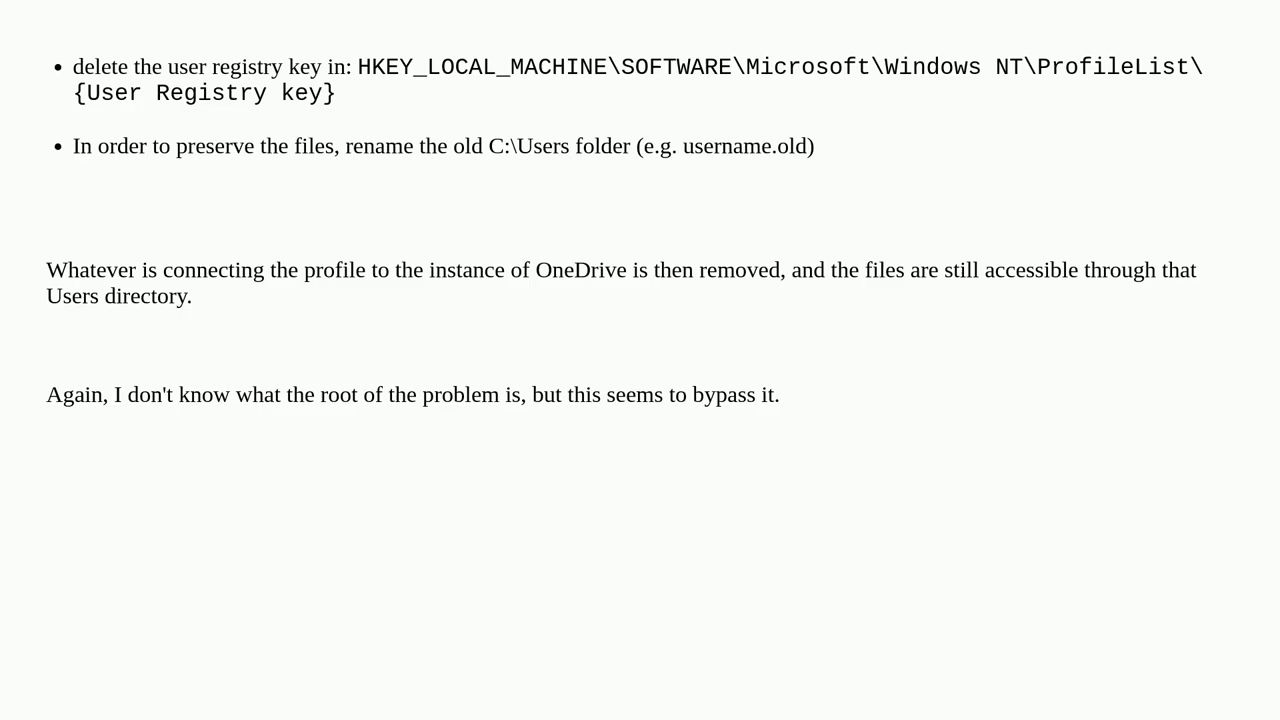 • delete the user registry key in: HKEY_LOCAL_MACHINE\SOFTWARE\Microsoft\Windows NT\ProfileList\
{User Registry key}
• In order to preserve the files, rename the old C:\Users folder (e.g. username.old)
Whatever is connecting the profile to the instance of OneDrive is then removed, and the files are still accessible through that
Users directory.
Again, I don't know what the root of the problem is, but this seems to bypass it.